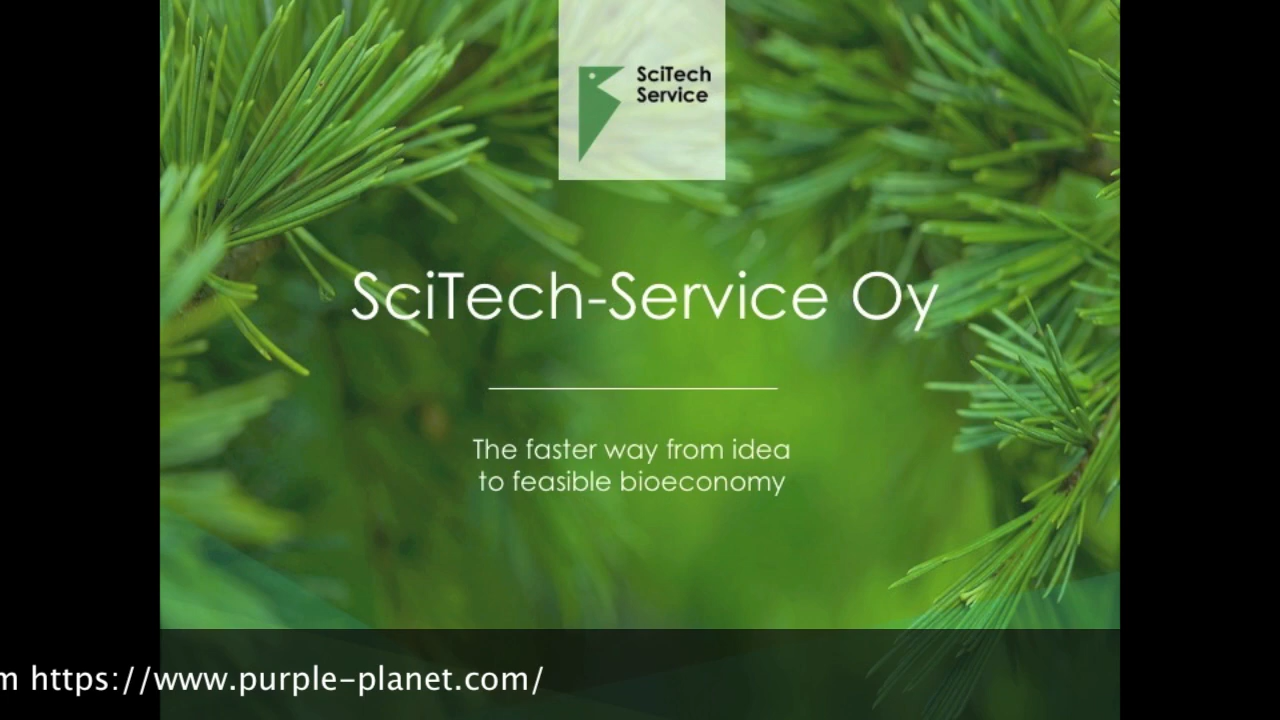 SciTech
Service
SciTech-Service Oy
The faster way from idea
to feasible bioeconomy
https://www.purple-planet.com/